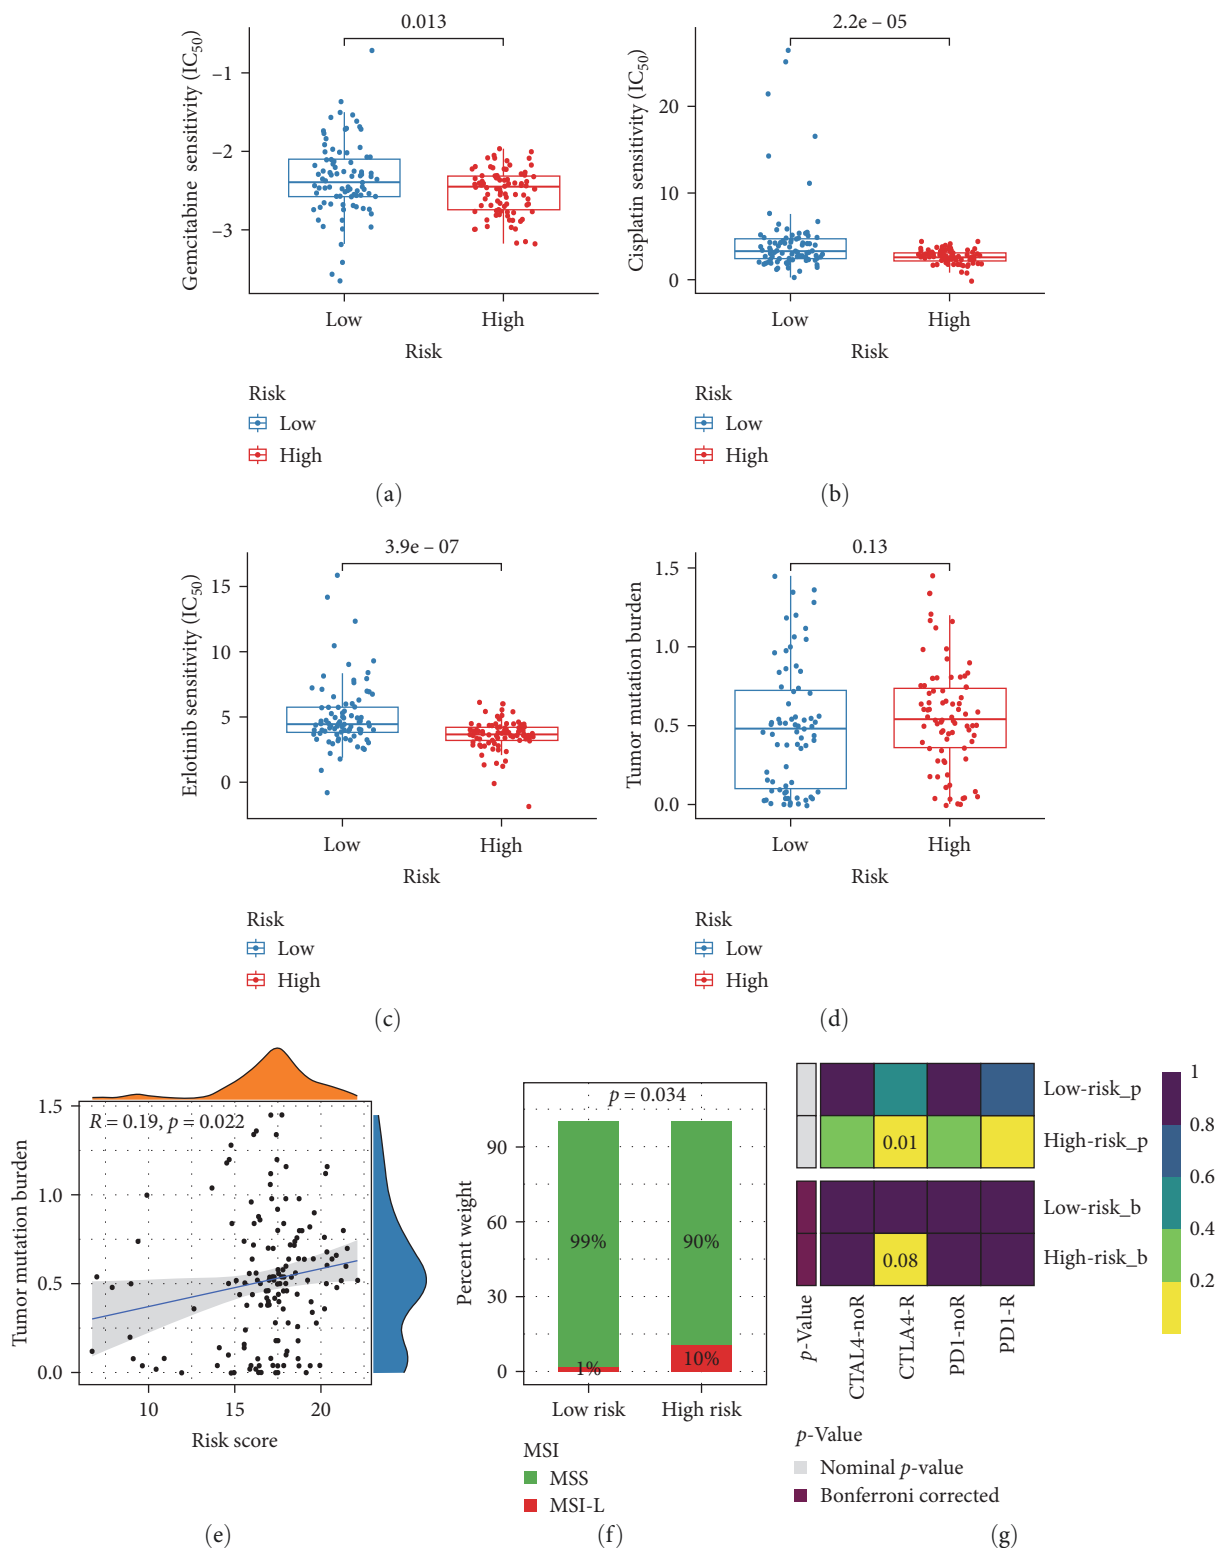 0.013
Gemcitabine sensitivity (IC50)
−1
−2
−3
Low
High
Risk
Risk
Low
High
(a)
2.2e − 05
Cisplatin sensitivity (IC50)
20
10
0
Low
High
Risk
Risk
Low
High
(b)
3.9e − 07
Erlotinib sensitivity (IC50)
15
10
5
0
Low
High
Risk
Risk
Low
High
(c)
0.13
Tumor mutation burden
1.5
1.0
0.5
0.0
Low
High
Risk
Risk
Low
High
(d)
R = 0.19, p = 0.022
Tumor mutation burden
1.5
1.0
0.5
0.0
10
15
20
Risk score
(e)
p = 0.034
Percent weight
90
60
30
0
99%
90%
1%
10%
Low risk
High risk
MSI
MSS
MSI-L
(f)
Low-risk_p
0.01
High-risk_p
Low-risk_b
0.08
High-risk_b
p-Value
CTAL4-noR
CTLA4-R
PD1-noR
PD1-R
1
0.8
0.6
0.4
0.2
p-Value
Nominal p-value
Bonferroni corrected
(g)